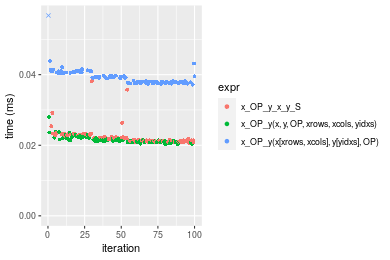 0.04
0.02
0.00
time (ms)
0
25
50
75
100
iteration
expr
x_OP_y_x_y_S
x_OP_y(x, y, OP, xrows, xcols, yidxs)
x_OP_y(x[xrows, xcols], y[yidxs], OP)